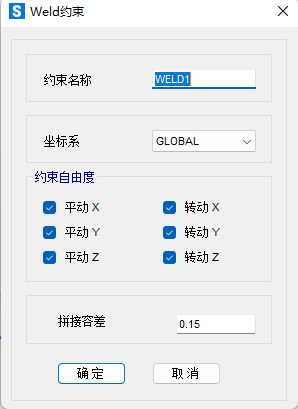 S Weld约束
约束名称 WELD1
坐标系 GLOBAL
约束自由度
平动 X 转动 X
平动 Y 转动 Y
平动 Z 转动 Z
拼接容差 0.15
确 定 取 消